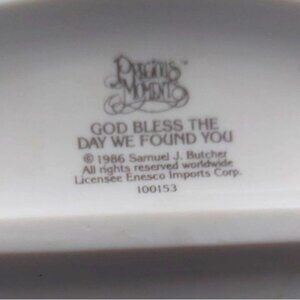 Precious
Moments™
GOD BLESS THE
DAY WE FOUND YOU
© 1986 Samuel J. Butcher
All rights reserved worldwide
Licensee Enesco Imports Corp.
100153